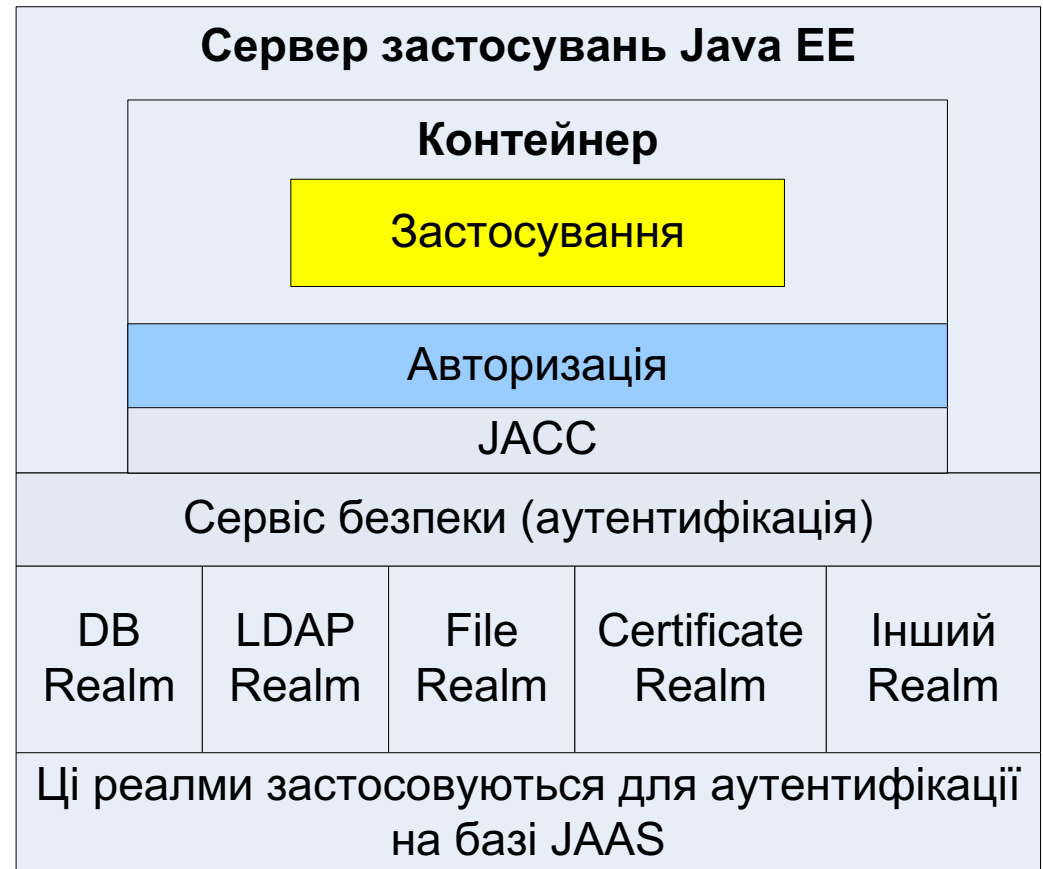 Сервер застосувань Java EE
Контейнер
Застосування
Авторизація
JACC
Сервіс безпеки (аутентифікація)
DB
Realm
LDAP
Realm
File
Realm
Certificate
Realm
Інший
Realm
Ці реалми застосовуються для аутентифікації
на базі JAAS